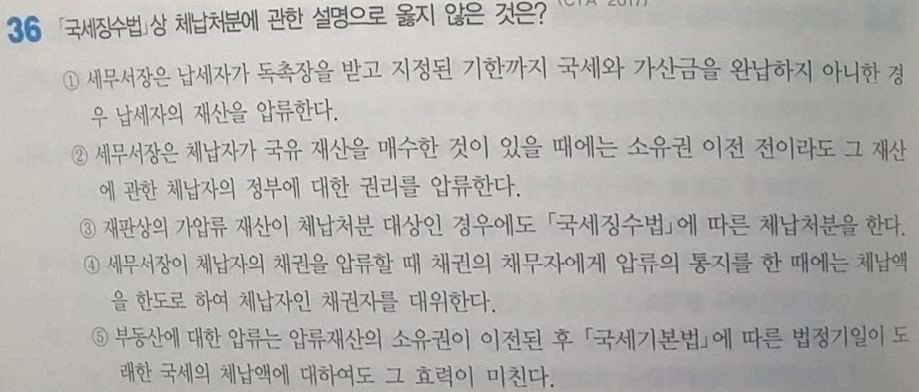 36 「국세징수법」상 체납처분에 관한 설명으로 옳지 않은 것은? (CTA 2017)
① 세무서장은 납세자가 독촉장을 받고 지정된 기한까지 국세와 가산금을 완납하지 아니한 경
우 납세자의 재산을 압류한다.
② 세무서장은 체납자가 국유 재산을 매수한 것이 있을 때에는 소유권 이전 전이라도 그 재산
에 관한 체납자의 정부에 대한 권리를 압류한다.
③ 재판상의 가압류 재산이 체납처분 대상인 경우에도 「국세징수법」에 따른 체납처분을 한다.
④ 세무서장이 체납자의 채권을 압류할 때 채권의 채무자에게 압류의 통지를 한 때에는 체납액
을 한도로 하여 체납자인 채권자를 대위한다.
⑤ 부동산에 대한 압류는 압류재산의 소유권이 이전된 후 「국세기본법」에 따른 법정기일이 도
래한 국세의 체납액에 대하여도 그 효력이 미친다.